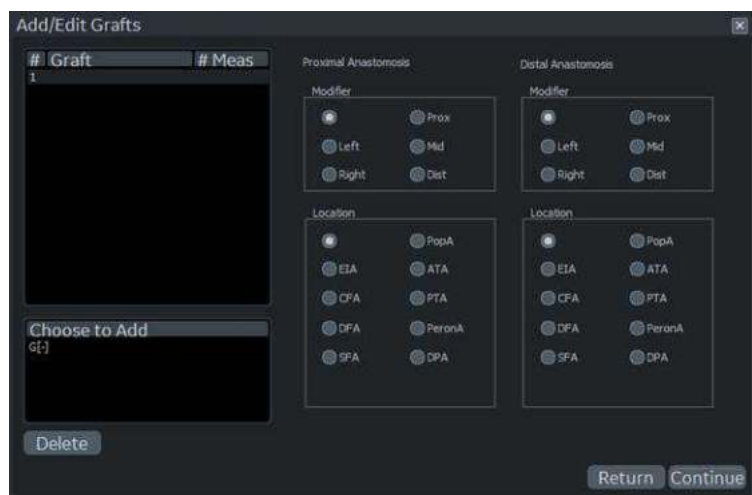 Add/Edit Grafts
# Graft # Meas
1
Choose to Add
G[-]
Delete
Proximal Anastomosis
Modifier
Prox
Left Mid
Right Dist
Location
PopA
EIA ATA
CFA PTA
DFA PeronA
SFA DPA
Distal Anastomosis
Modifier
Prox
Left Mid
Right Dist
Location
PopA
EIA ATA
CFA PTA
DFA PeronA
SFA DPA
Return Continue